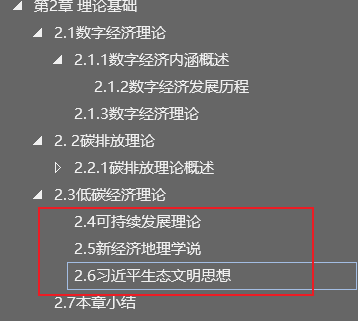 第2章 理论基础
2.1数字经济理论
2.1.1数字经济内涵概述
2.1.2数字经济发展历程
2.1.3数字经济理论
2. 2碳排放理论
2.2.1碳排放理论概述
2.3低碳经济理论
2.4可持续发展理论
2.5新经济地理学说
2.6习近平生态文明思想
2.7本章小结